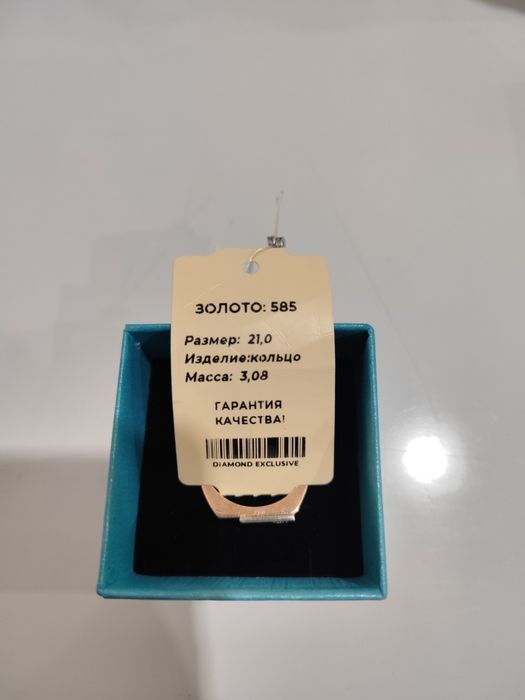 ЗОЛОТО: 585
Размер: 21,0
Изделие:кольцо
Масса: 3,08
ГАРАНТИЯ
КАЧЕСТВА!
DIAMOND EXCLUSIVE